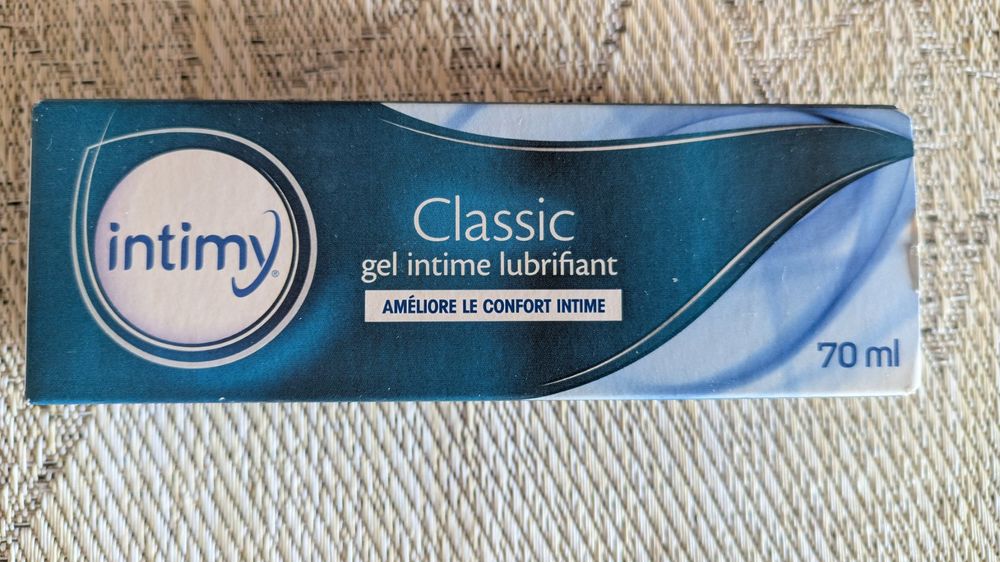 intimy®
Classic
gel intime lubrifiant
AMÉLIORE LE CONFORT INTIME
70 ml